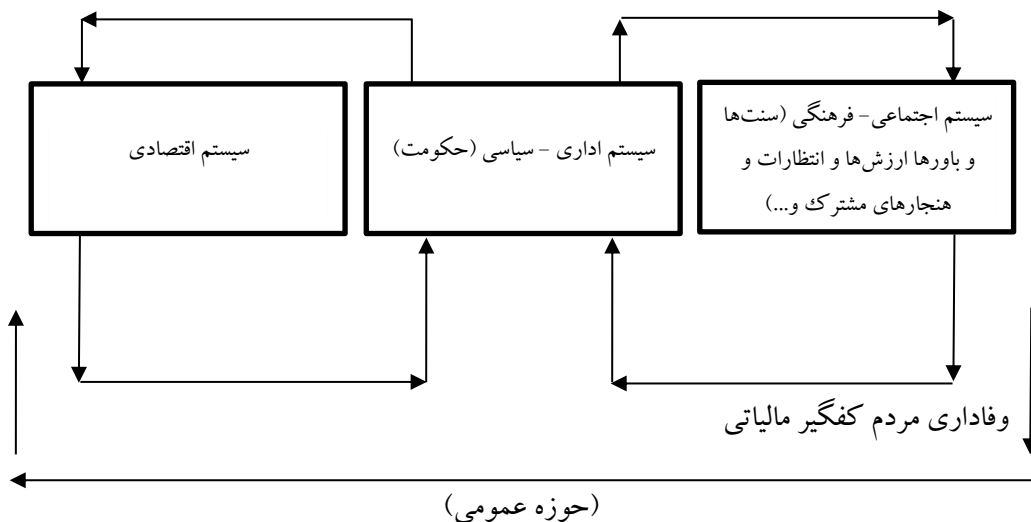 سیستم اجتماعی– فرهنگی (سنت‌ها
و باورها ارزش‌ها و انتظارات و
هنجارهای مشترك و...)
سیستم اداری – سیاسی (حکومت)
سیستم اقتصادی
وفاداری مردم کفگیر مالیاتی
(حوزه عمومی)